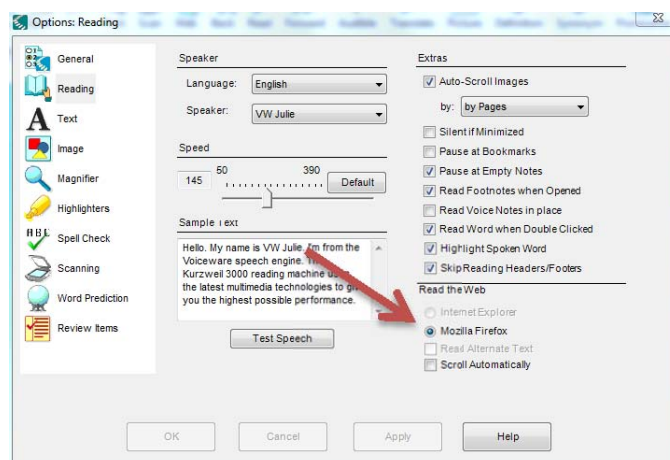 Options: Reading
General
Reading
Text
Image
Magnifier
Highlighters
Spell Check
Scanning
Word Prediction
Review Items
Speaker
Language: English
Speaker: VW Julie
Speed
145 50 390 Default
Sample Text
Hello. My name is VW Julie. I'm from the
Voiceware speech engine.
Kurzweil 3000 reading machine
the latest multimedia technologies to
you the highest possible performance.
Test Speech
Extras
Auto-Scroll Images
by: by Pages
Silent if Minimized
Pause at Bookmarks
Pause at Empty Notes
Read Footnotes when Opened
Read Voice Notes in place
Read Word when Double Clicked
Highlight Spoken Word
Skip Reading Headers/Footers
Read the Web
Internet Explorer
Mozilla Firefox
Read Alternate Text
Scroll Automatically
OK Cancel Apply Help